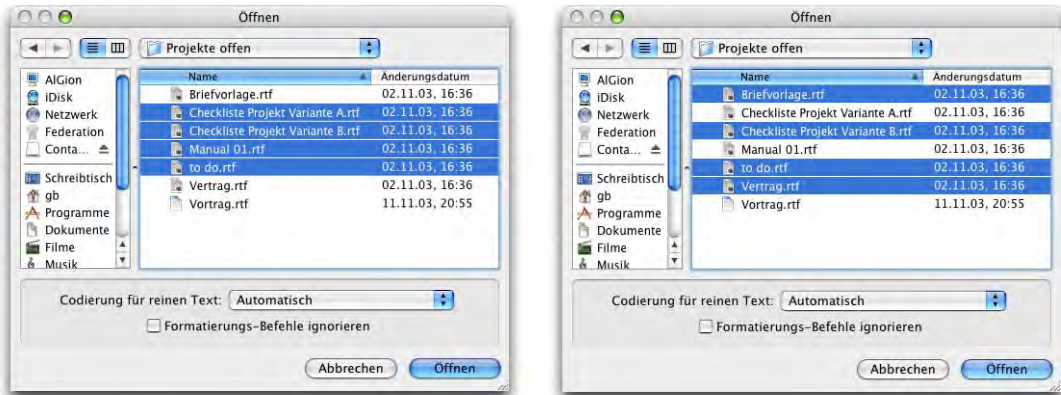 Öffnen
Projekte offen
AlGion
iDisk
Netzwerk
Federation
Conta...
Schreibtisch
gb
Programme
Dokumente
Filme
Musik
Name Änderungsdatum
Briefvorlage.rtf 02.11.03, 16:36
Checkliste Projekt Variante A.rtf 02.11.03, 16:36
Checkliste Projekt Variante B.rtf 02.11.03, 16:36
Manual 01.rtf 02.11.03, 16:36
to do.rtf 02.11.03, 16:36
Vertrag.rtf 02.11.03, 16:36
Vortrag.rtf 11.11.03, 20:55
Codierung für reinen Text: Automatisch
Formatierungs-Befehle ignorieren
Abbrechen Öffnen
Öffnen
Projekte offen
AlGion
iDisk
Netzwerk
Federation
Conta...
Schreibtisch
gb
Programme
Dokumente
Filme
Musik
Name Änderungsdatum
Briefvorlage.rtf 02.11.03, 16:36
Checkliste Projekt Variante A.rtf 02.11.03, 16:36
Checkliste Projekt Variante B.rtf 02.11.03, 16:36
Manual 01.rtf 02.11.03, 16:36
to do.rtf 02.11.03, 16:36
Vertrag.rtf 02.11.03, 16:36
Vortrag.rtf 11.11.03, 20:55
Codierung für reinen Text: Automatisch
Formatierungs-Befehle ignorieren
Abbrechen Öffnen